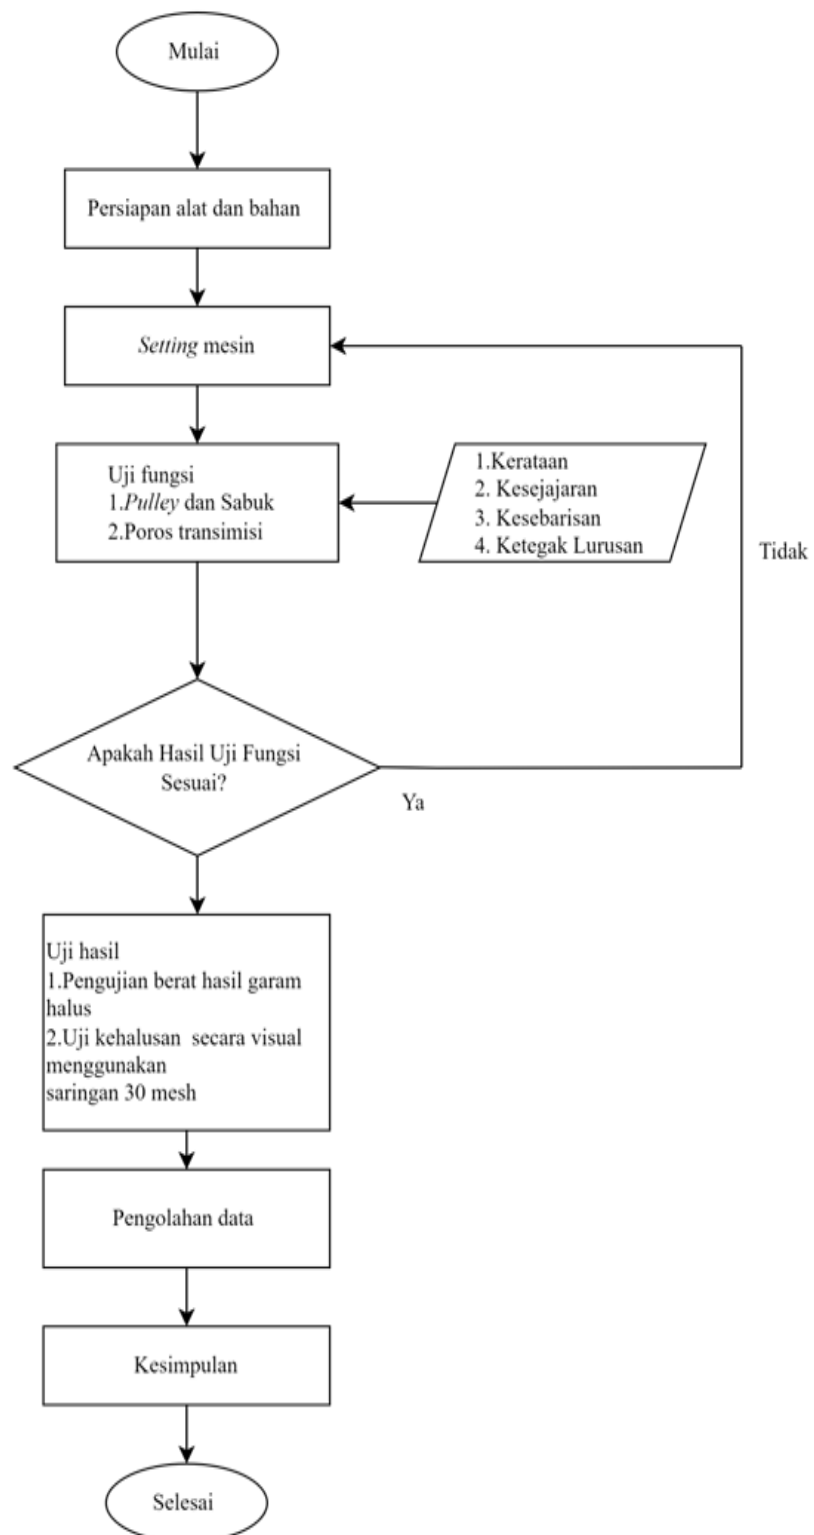 Mulai
Persiapan alat dan bahan
Setting mesin
Uji fungsi
1.Pulley dan Sabuk
2.Poros transimisi
1.Kerataan
2. Kesejajaran
3. Kesebarisan
4. Ketegak Lurusan
Tidak
Apakah Hasil Uji Fungsi
Sesuai?
Ya
Uji hasil
1.Pengujian berat hasil garam
halus
2.Uji kehalusan secara visual
menggunakan
saringan 30 mesh
Pengolahan data
Kesimpulan
Selesai